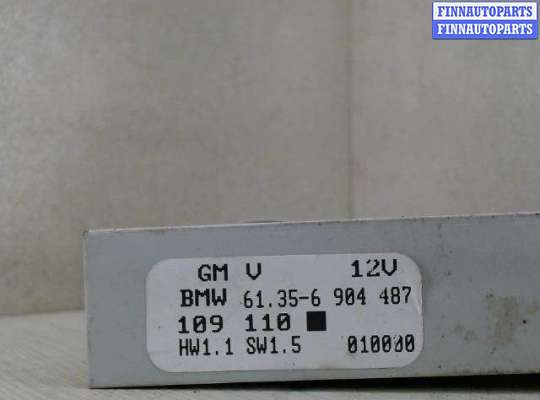 FINNAUTOPARTS
FINNAUTOPARTS
GM V 12V
BMW 61.35-6 904 487
109 110 ■
HW1.1 SW1.5 010000